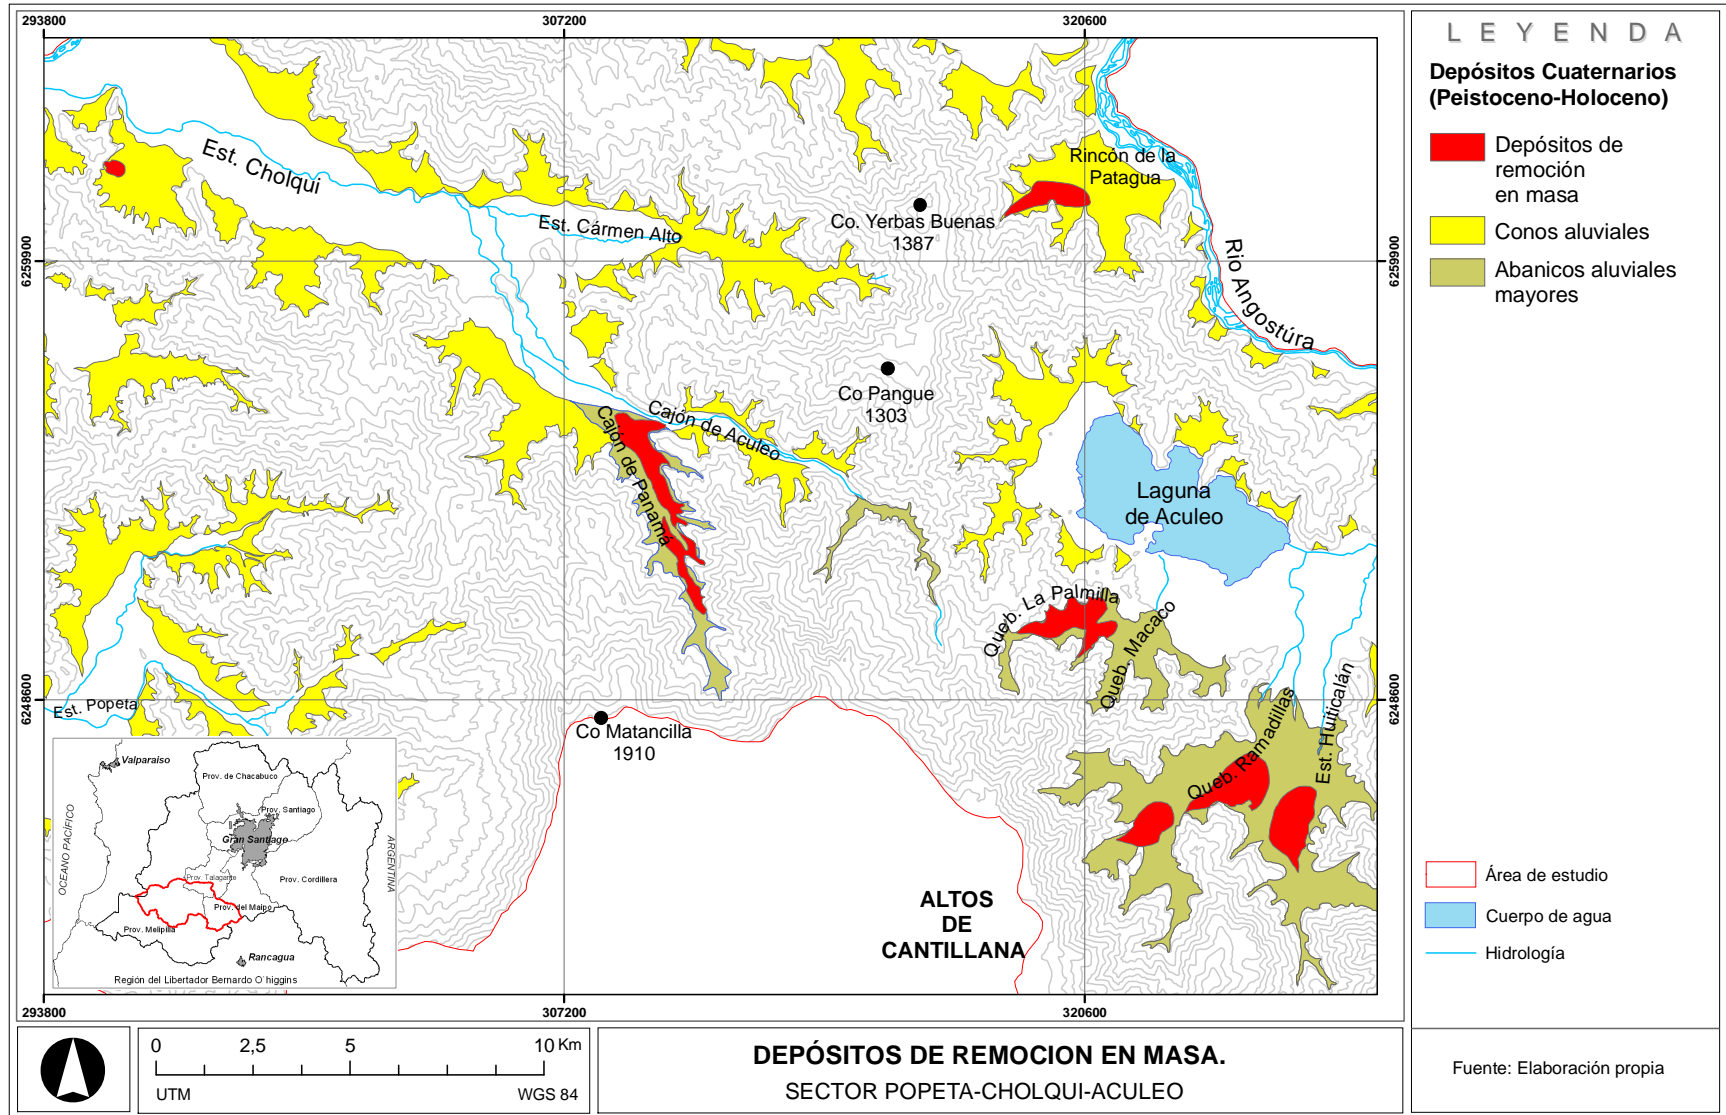 293800
307200
320600
6259900
6259900
6248600
6248600
293800
307200
320600
Est. Cholqui
Est. Cármen Alto
Co. Yerbas Buenas
1387
Rincón de la
Patagua
Rio Angostúra
Co Pangue
1303
Cajón de Aculeo
Cajón de Panamá
Laguna
de Aculeo
Queb. La Palmilla
Queb. Macaco
Queb. Ramadillas
Est. Huiticalán
Est. Popeta
Co Matancilla
1910
ALTOS
DE
CANTILLANA
Valparaiso
Prov. de Chacabuco
Prov. Santiago
Gran Santiago
OCEANO PACÍFICO
ARGENTINA
Prov. Talagante
Prov. Cordillera
Prov. del Maipo
Prov. Melipilla
Rancagua
Región del Libertador Bernardo O´higgins
L E Y E N D A
Depósitos Cuaternarios
(Peistoceno-Holoceno)
Depósitos de
remoción
en masa
Conos aluviales
Abanicos aluviales
mayores
Área de estudio
Cuerpo de agua
Hidrología
0 2,5 5 10 Km
UTM WGS 84
DEPÓSITOS DE REMOCION EN MASA.
SECTOR POPETA-CHOLQUI-ACULEO
Fuente: Elaboración propia